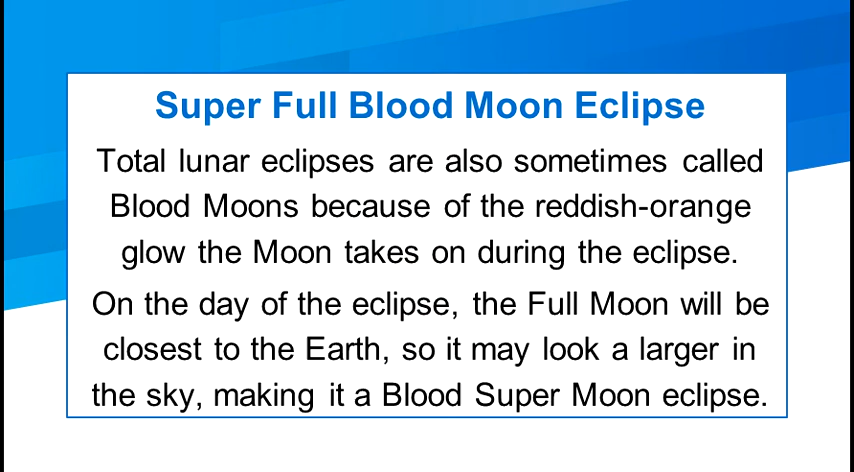 Super Full Blood Moon Eclipse
Total lunar eclipses are also sometimes called
Blood Moons because of the reddish-orange
glow the Moon takes on during the eclipse.
On the day of the eclipse, the Full Moon will be
closest to the Earth, so it may look a larger in
the sky, making it a Blood Super Moon eclipse.